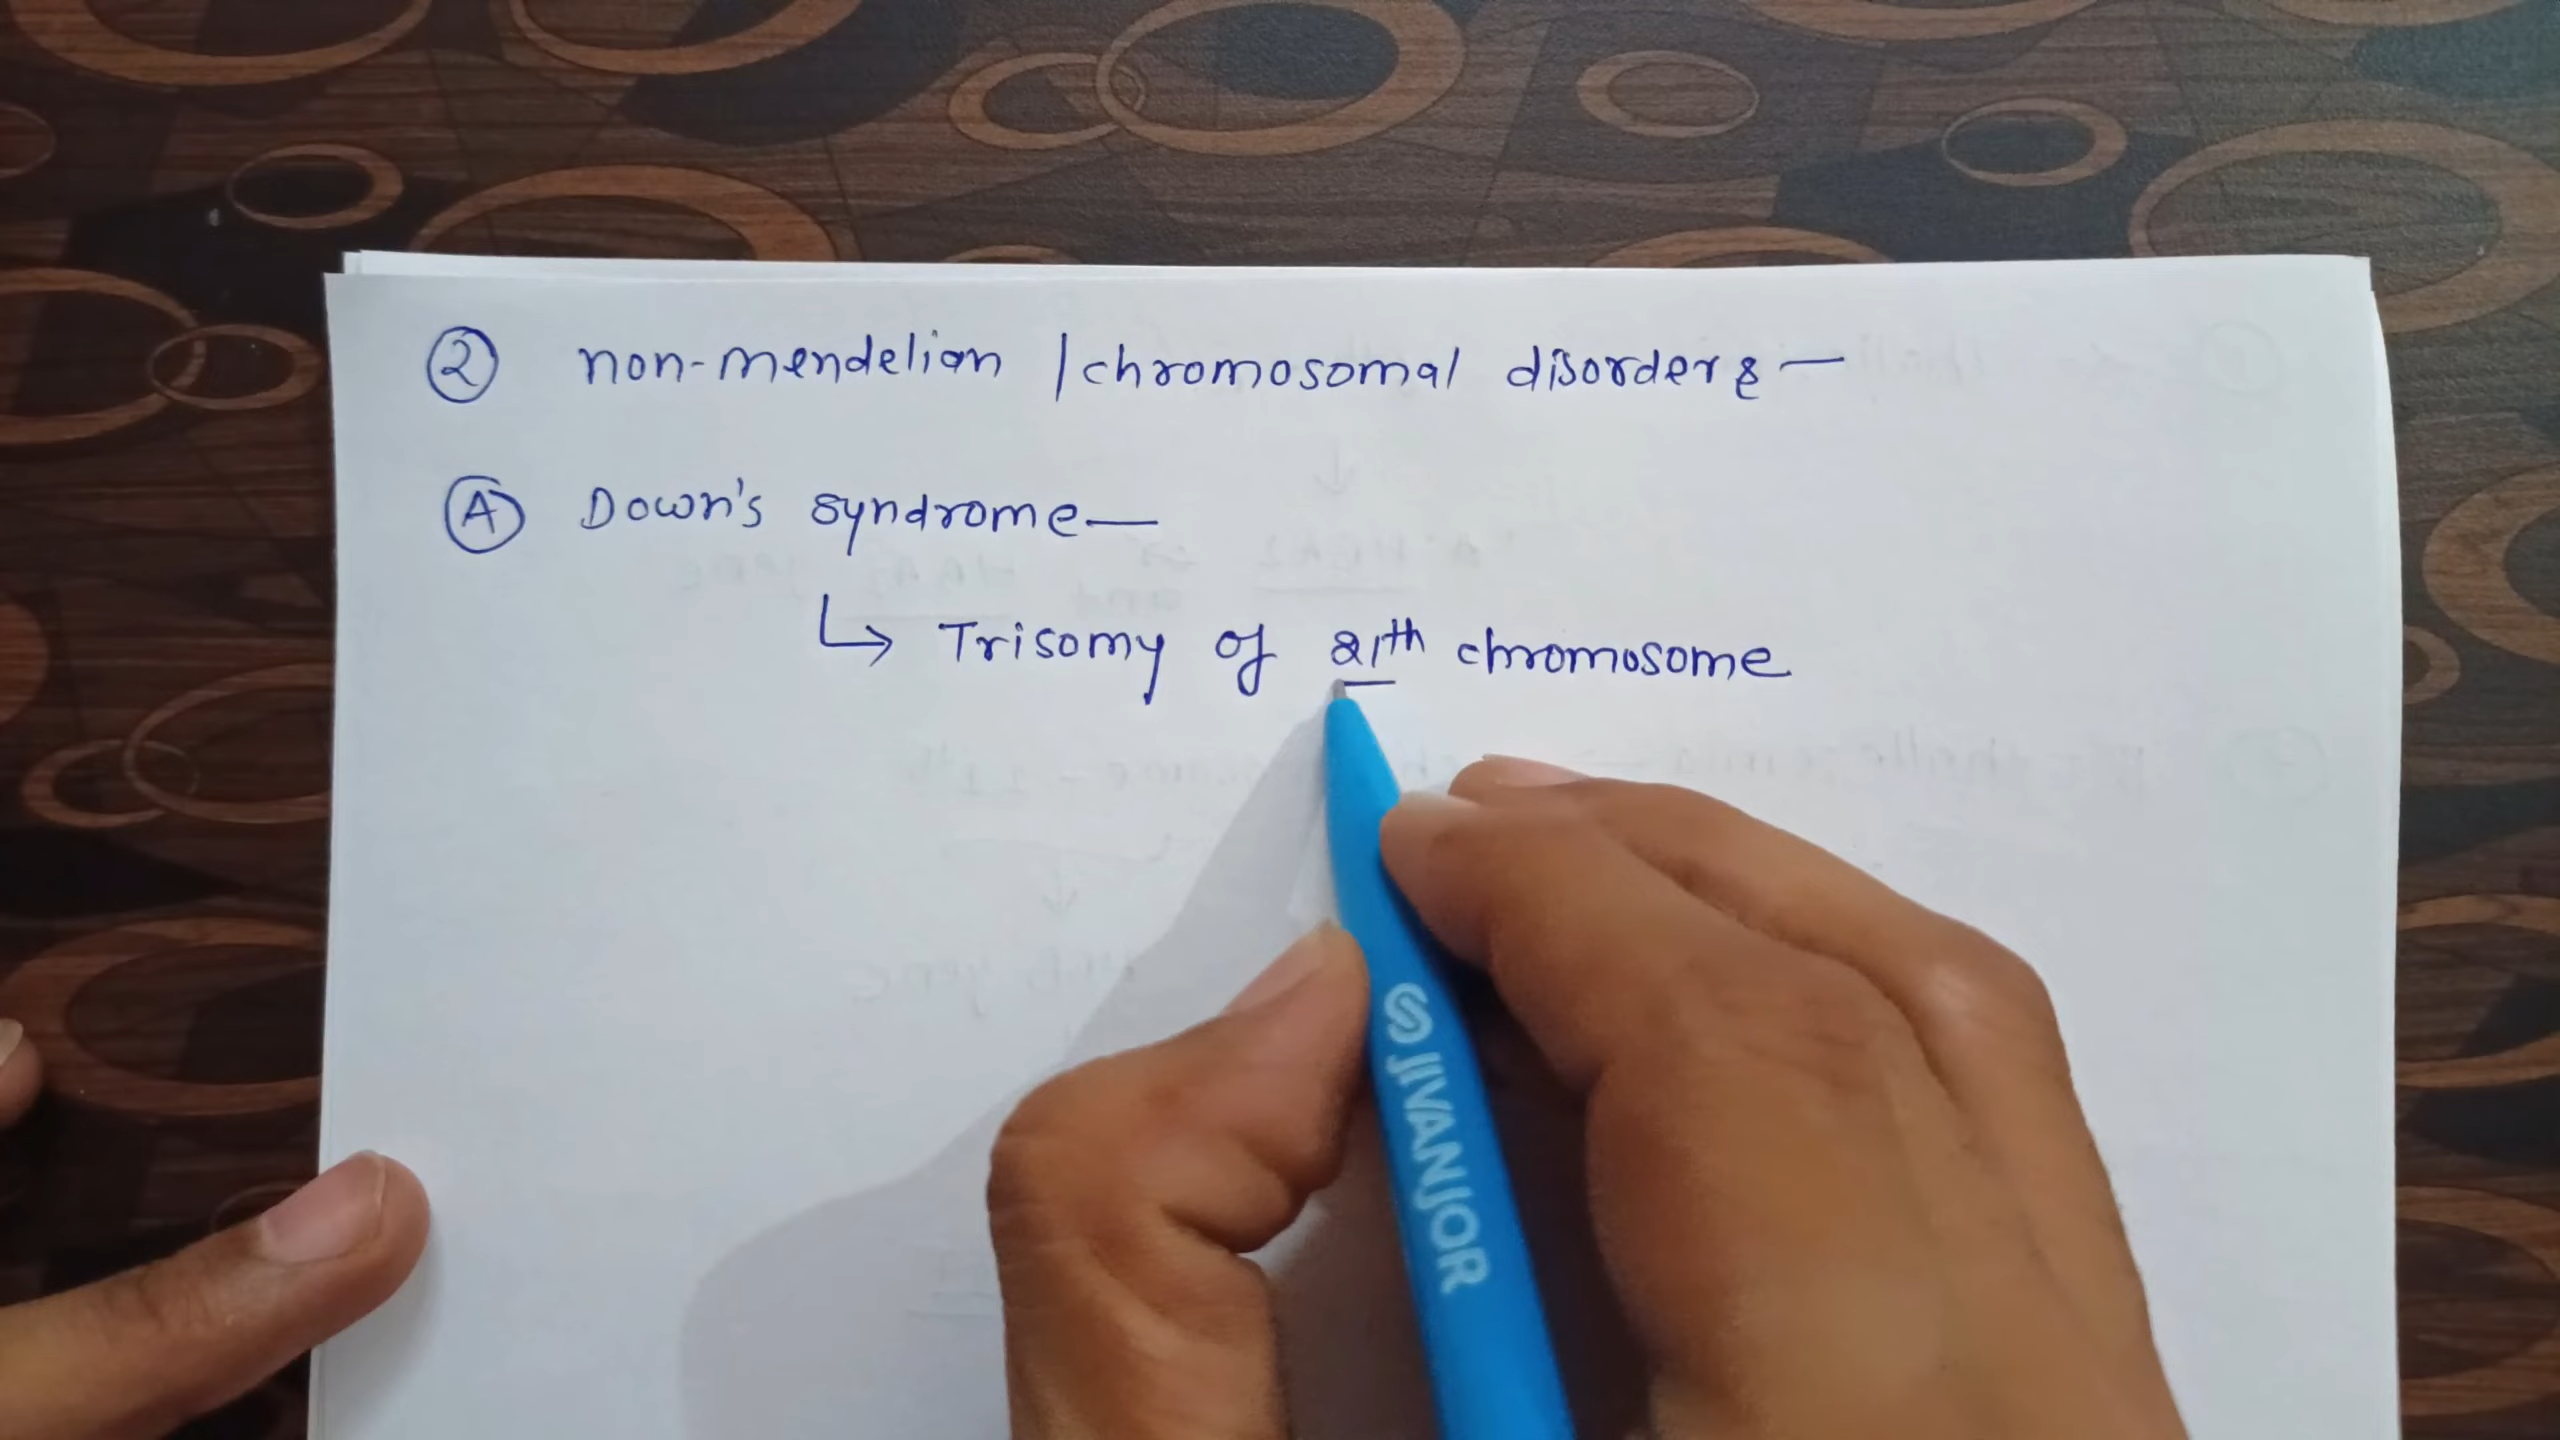 ② non-mendelian / chromosomal disorders —
Ⓐ Down's syndrome —
↳ Trisomy of 21th chromosome
JIVANJOR